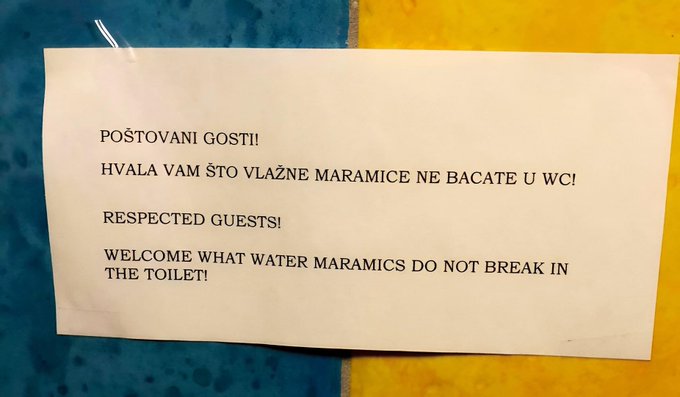 POŠTOVANI GOSTI!
HVALA VAM ŠTO VLAŽNE MARAMICE NE BACATE U WC!
RESPECTED GUESTS!
WELCOME WHAT WATER MARAMICS DO NOT BREAK IN
THE TOILET!